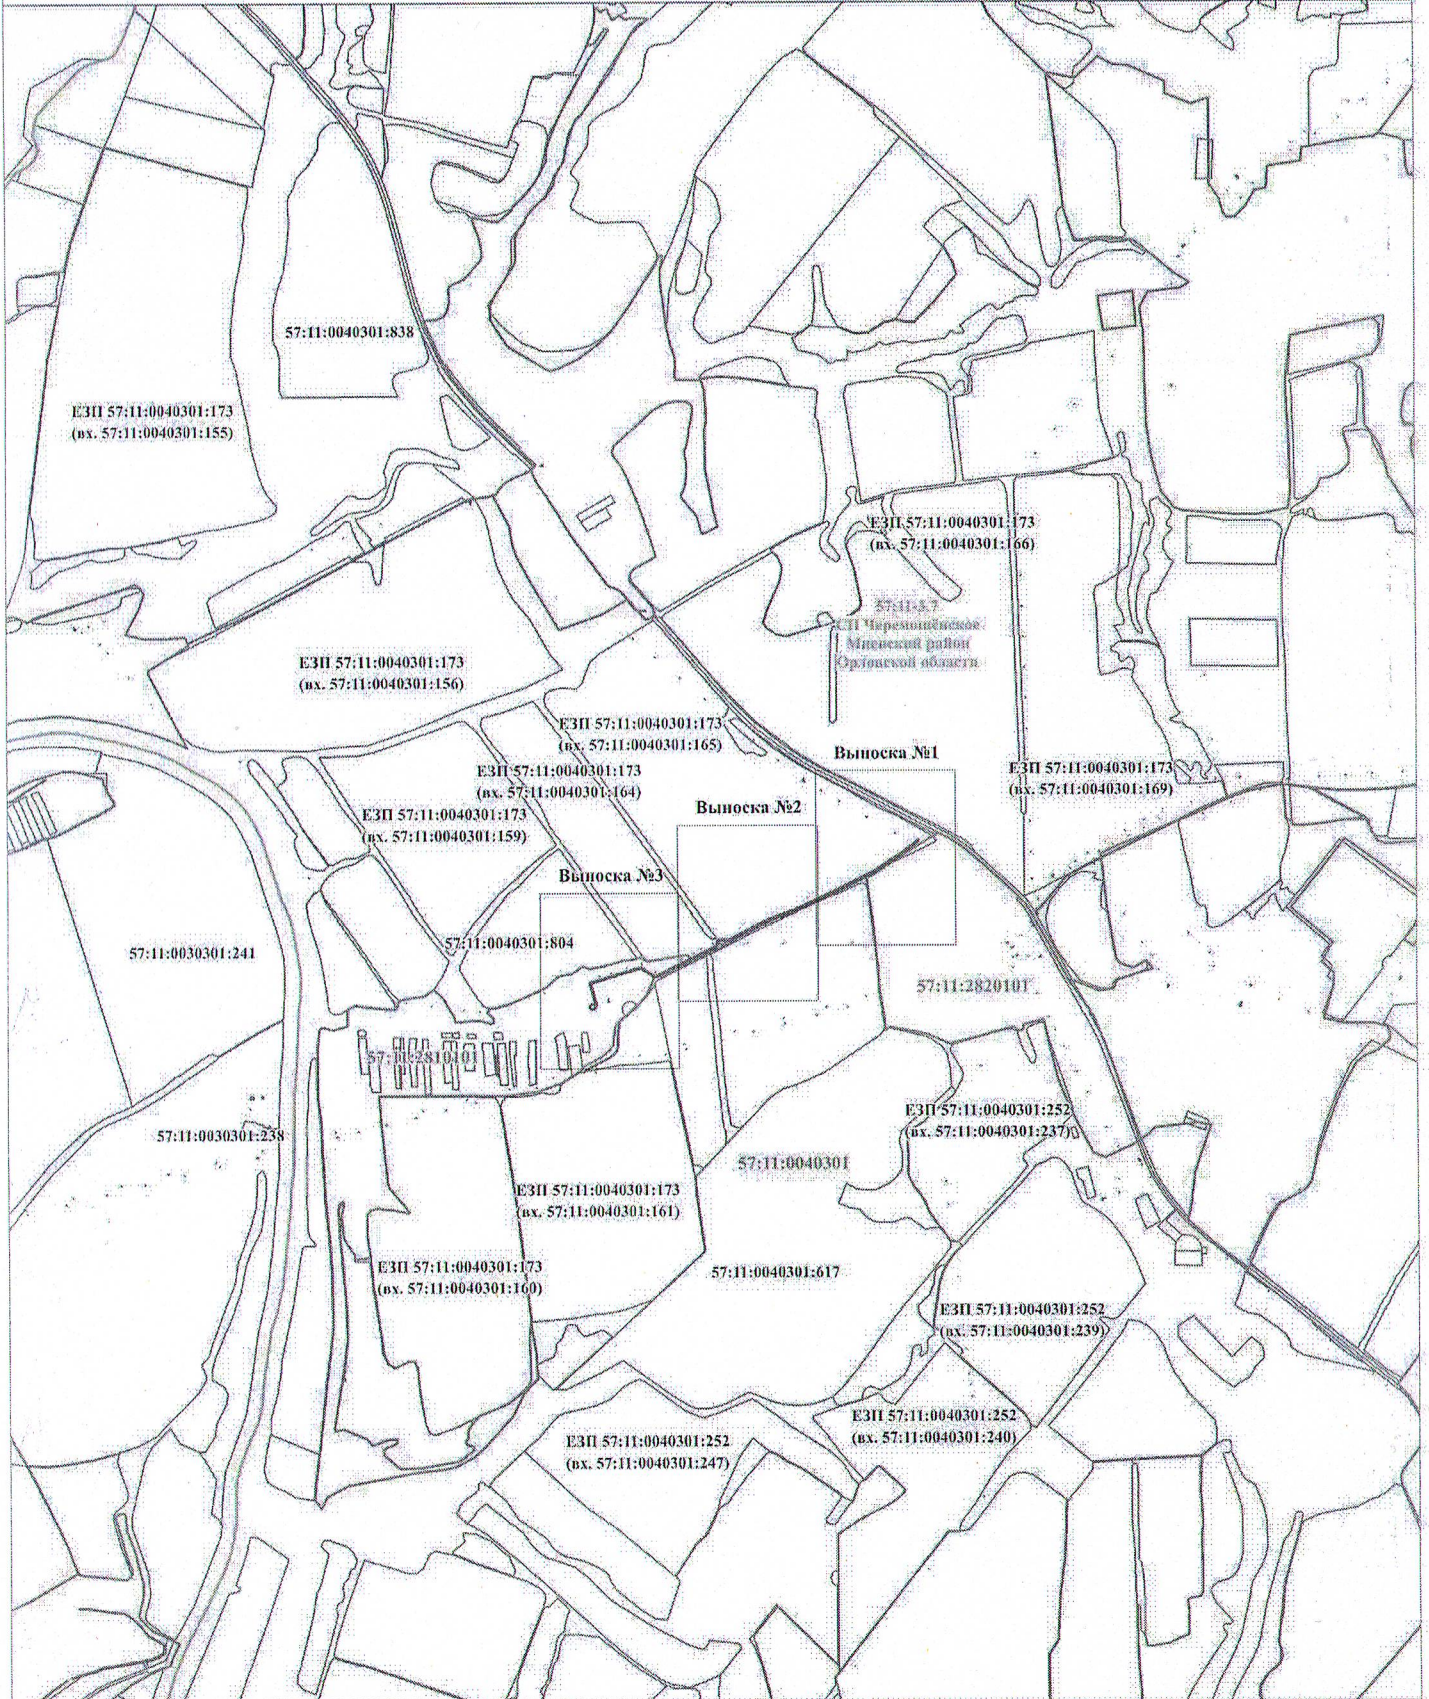 57:11:0040301:838
ЕЗП 57:11:0040301:173
(вх. 57:11:0040301:155)
ЕЗП 57:11:0040301:173
(вх. 57:11:0040301:166)
57:11-3.7
СП Черемошёнское
Мценский район
Орловской области
ЕЗП 57:11:0040301:173
(вх. 57:11:0040301:156)
ЕЗП 57:11:0040301:173
(вх. 57:11:0040301:165)
Выноска №1
ЕЗП 57:11:0040301:173
(вх. 57:11:0040301:164)
ЕЗП 57:11:0040301:173
(вх. 57:11:0040301:169)
Выноска №2
ЕЗП 57:11:0040301:173
(вх. 57:11:0040301:159)
Выноска №3
57:11:0040301:804
57:11:0030301:241
57:11:2820101
57:11:2810101
ЕЗП 57:11:0040301:252
(вх. 57:11:0040301:237)
57:11:0030301:238
57:11:0040301
ЕЗП 57:11:0040301:173
(вх. 57:11:0040301:161)
ЕЗП 57:11:0040301:173
(вх. 57:11:0040301:160)
57:11:0040301:617
ЕЗП 57:11:0040301:252
(вх. 57:11:0040301:239)
ЕЗП 57:11:0040301:252
(вх. 57:11:0040301:240)
ЕЗП 57:11:0040301:252
(вх. 57:11:0040301:247)